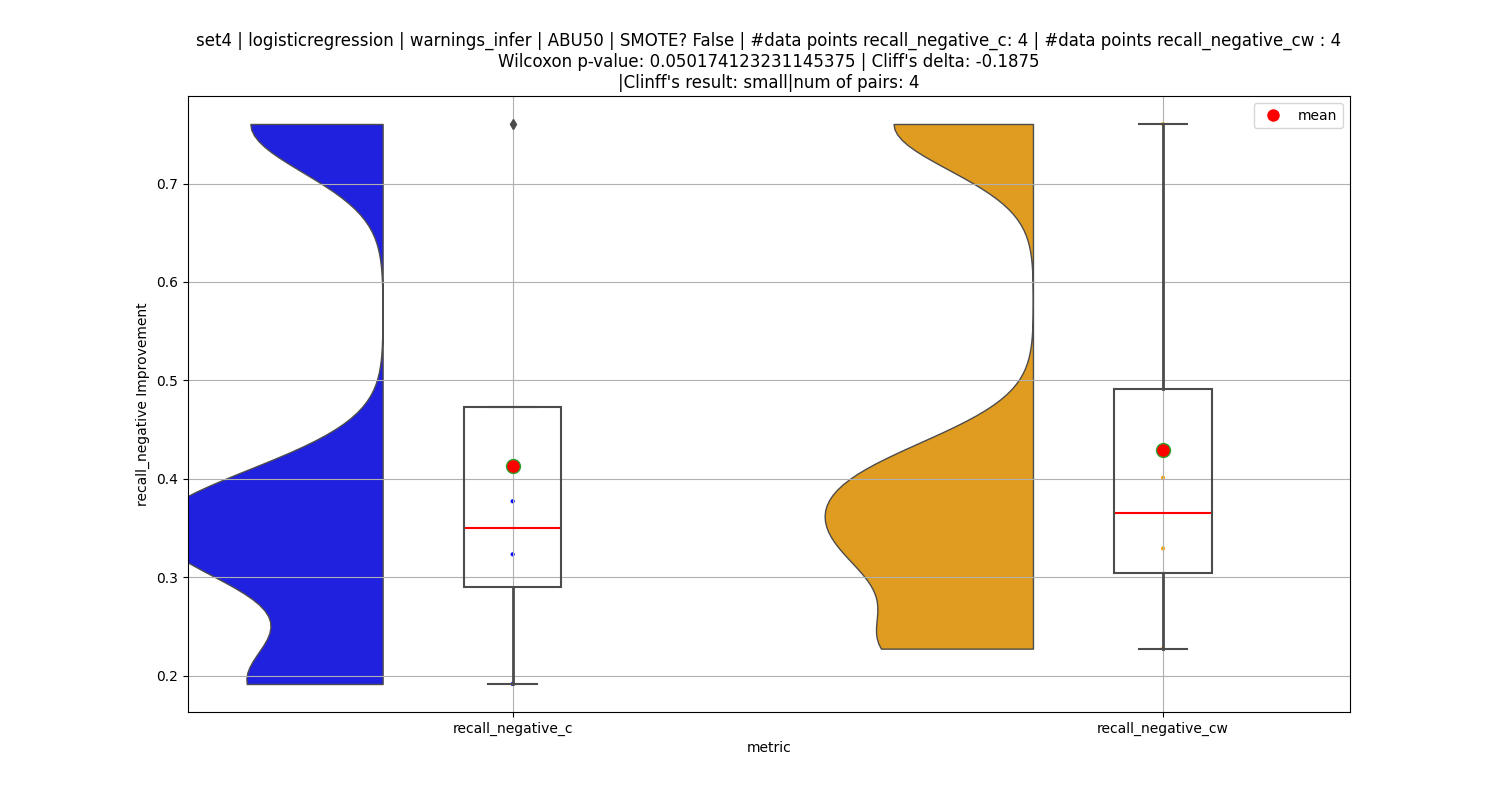 set4 | logisticregression | warnings_infer | ABU50 | SMOTE? False | #data points recall_negative_c: 4 | #data points recall_negative_cw : 4
Wilcoxon p-value: 0.050174123231145375 | Cliff's delta: -0.1875
|Clinff's result: small|num of pairs: 4
mean
0.7
0.6
0.5
0.4
0.3
0.2
recall_negative Improvement
recall_negative_c
recall_negative_cw
metric